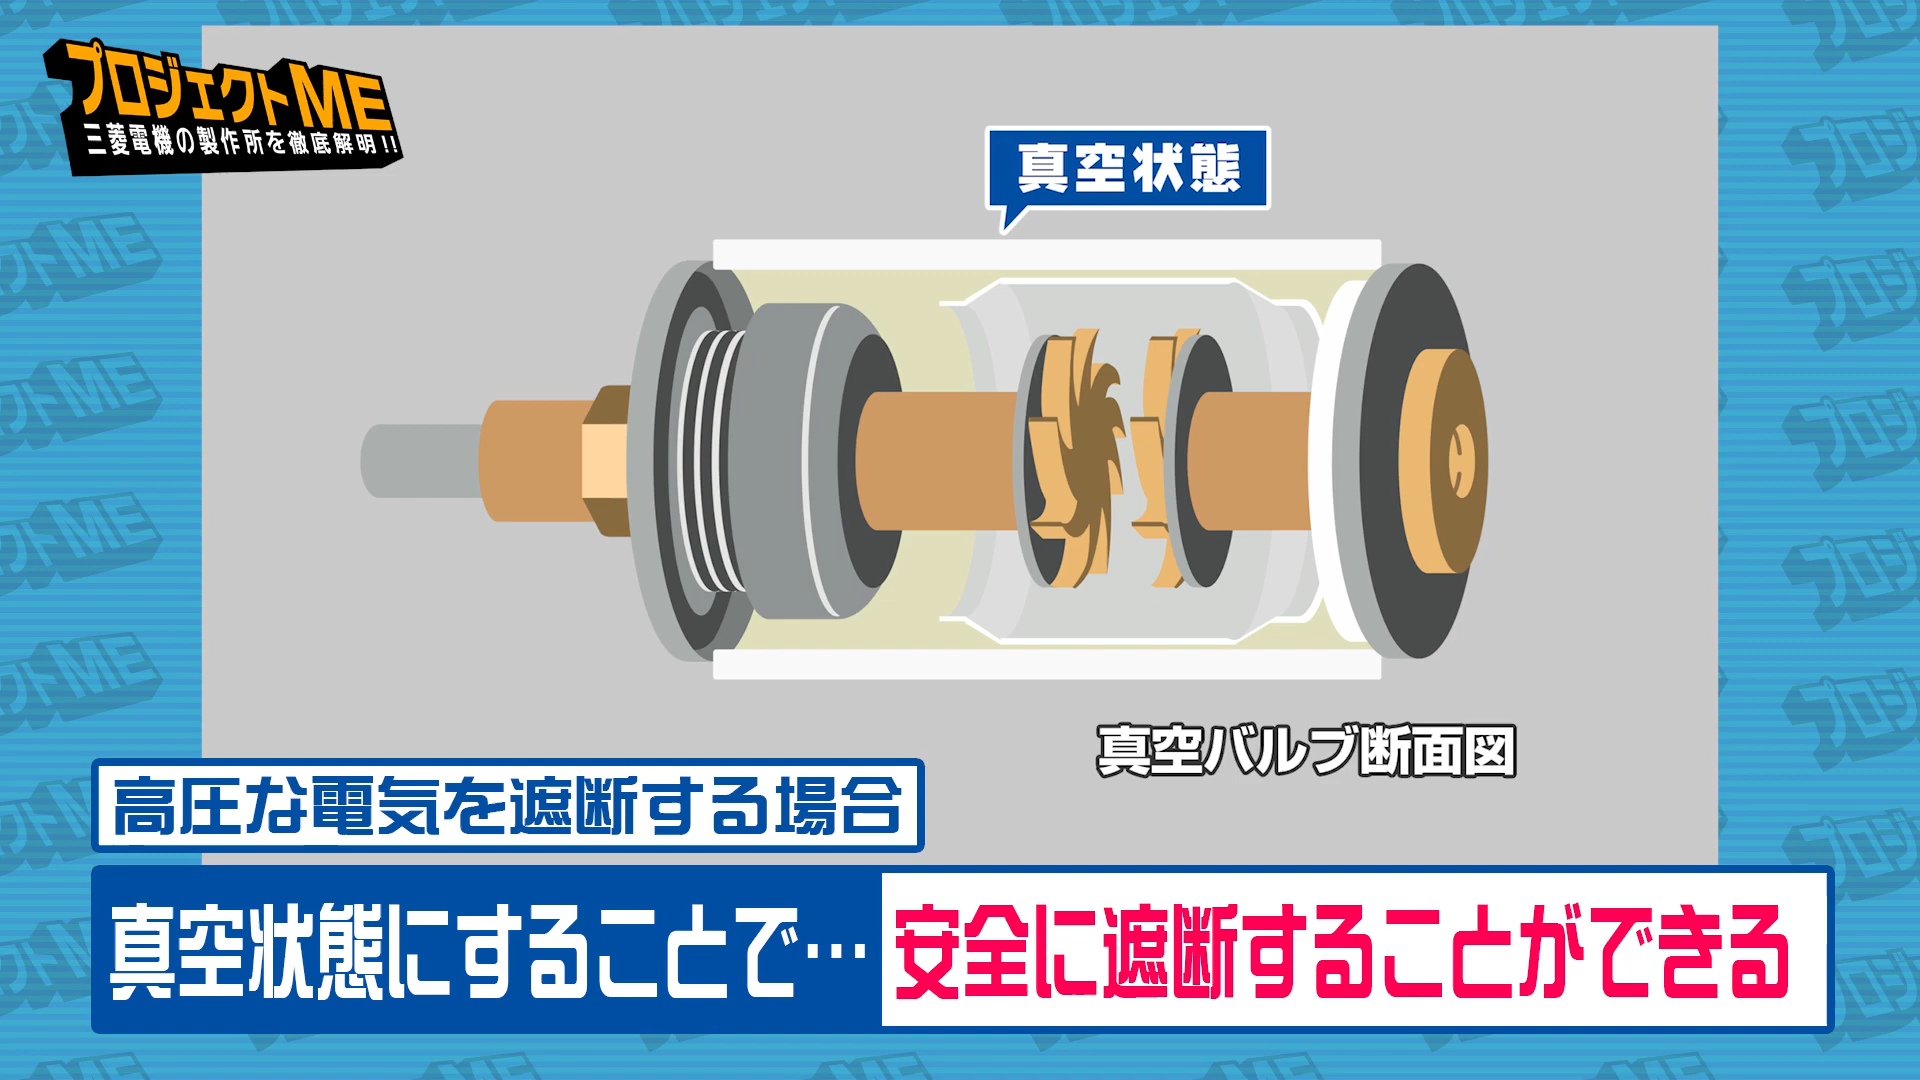 プロジェクトME
三菱電機の製作所を徹底解明!!
真空状態
真空バルブ断面図
高圧な電気を遮断する場合
真空状態にすることで…
安全に遮断することができる